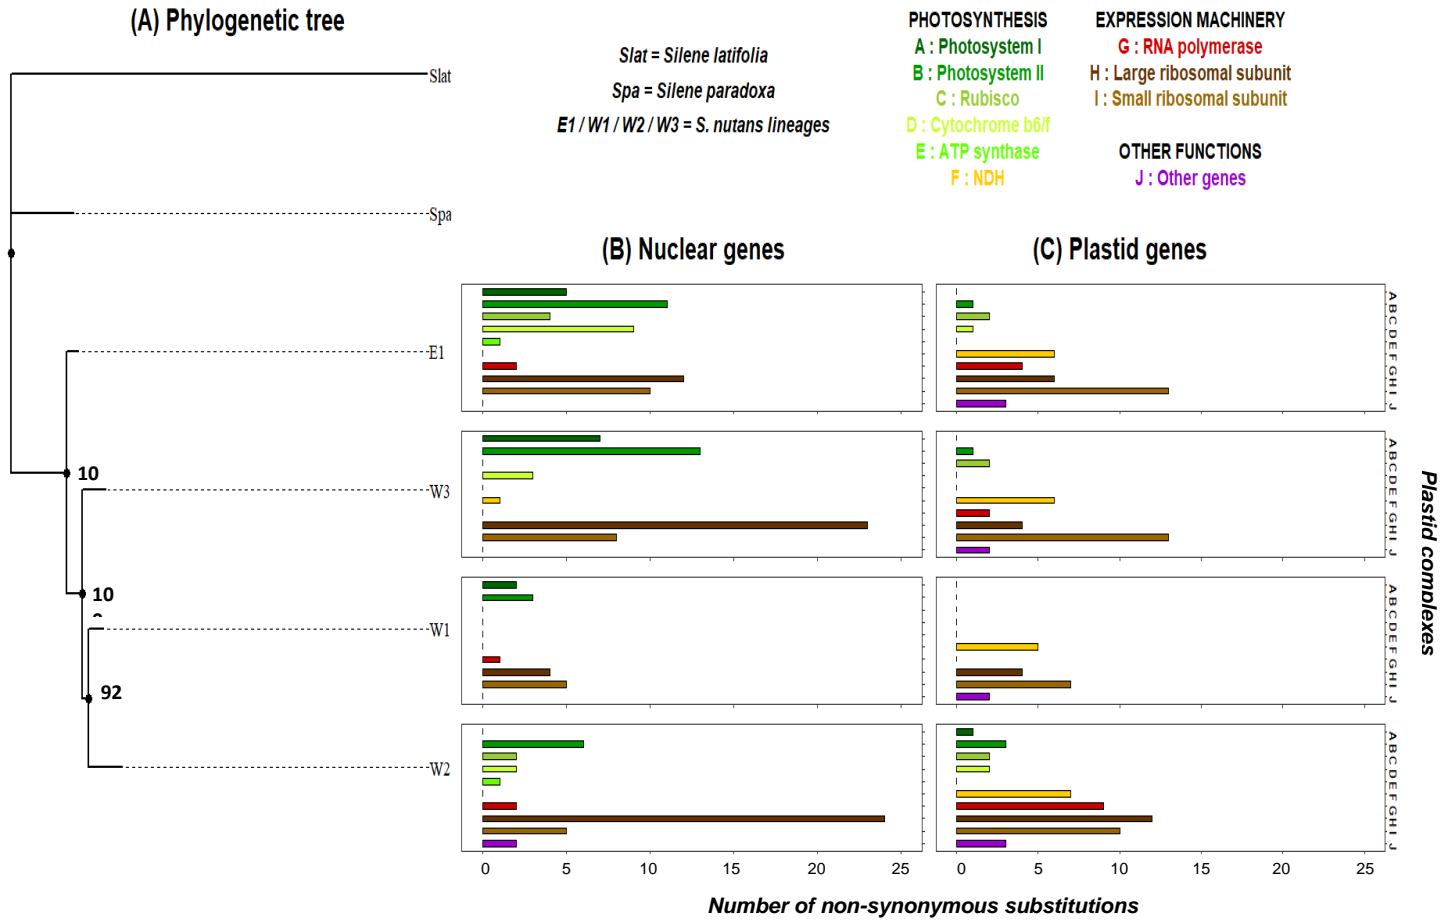 (A) Phylogenetic tree
Slat = Silene latifolia
Spa = Silene paradoxa
E1 / W1 / W2 / W3 = S. nutans lineages
PHOTOSYNTHESIS
A : Photosystem I
B : Photosystem II
C : Rubisco
D : Cytochrome b6/f
E : ATP synthase
F : NDH
EXPRESSION MACHINERY
G : RNA polymerase
H : Large ribosomal subunit
I : Small ribosomal subunit
OTHER FUNCTIONS
J : Other genes
Slat
Spa
E1
W3
W1
W2
10
10
92
(B) Nuclear genes
(C) Plastid genes
A
B
C
D
E
F
G
H
I
J
A
B
C
D
E
F
G
H
I
J
A
B
C
D
E
F
G
H
I
J
A
B
C
D
E
F
G
H
I
J
0 5 10 15 20 25
0 5 10 15 20 25
Number of non-synonymous substitutions
Plastid complexes